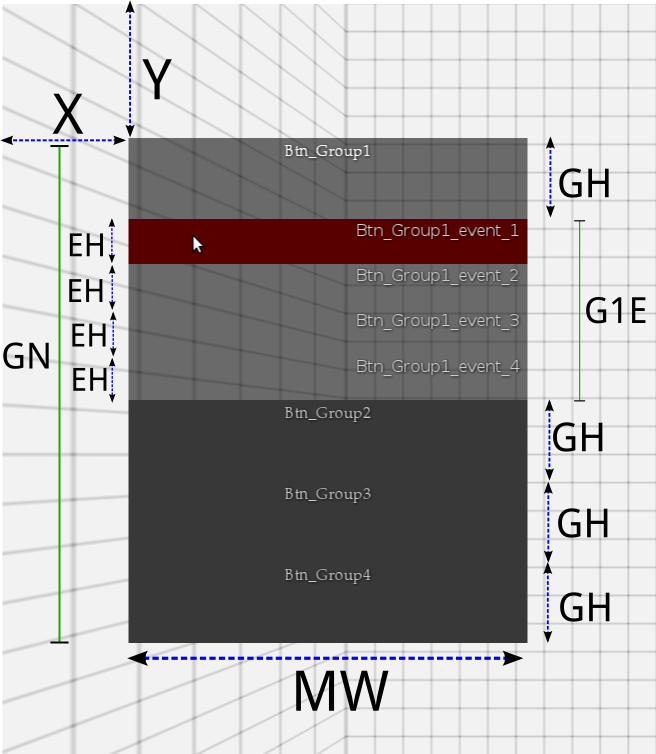 Y
X
Btn_Group1
GH
Btn_Group1_event_1
EH
Btn_Group1_event_2
EH
G1E
Btn_Group1_event_3
EH
GN
Btn_Group1_event_4
EH
Btn_Group2
GH
Btn_Group3
GH
Btn_Group4
GH
MW